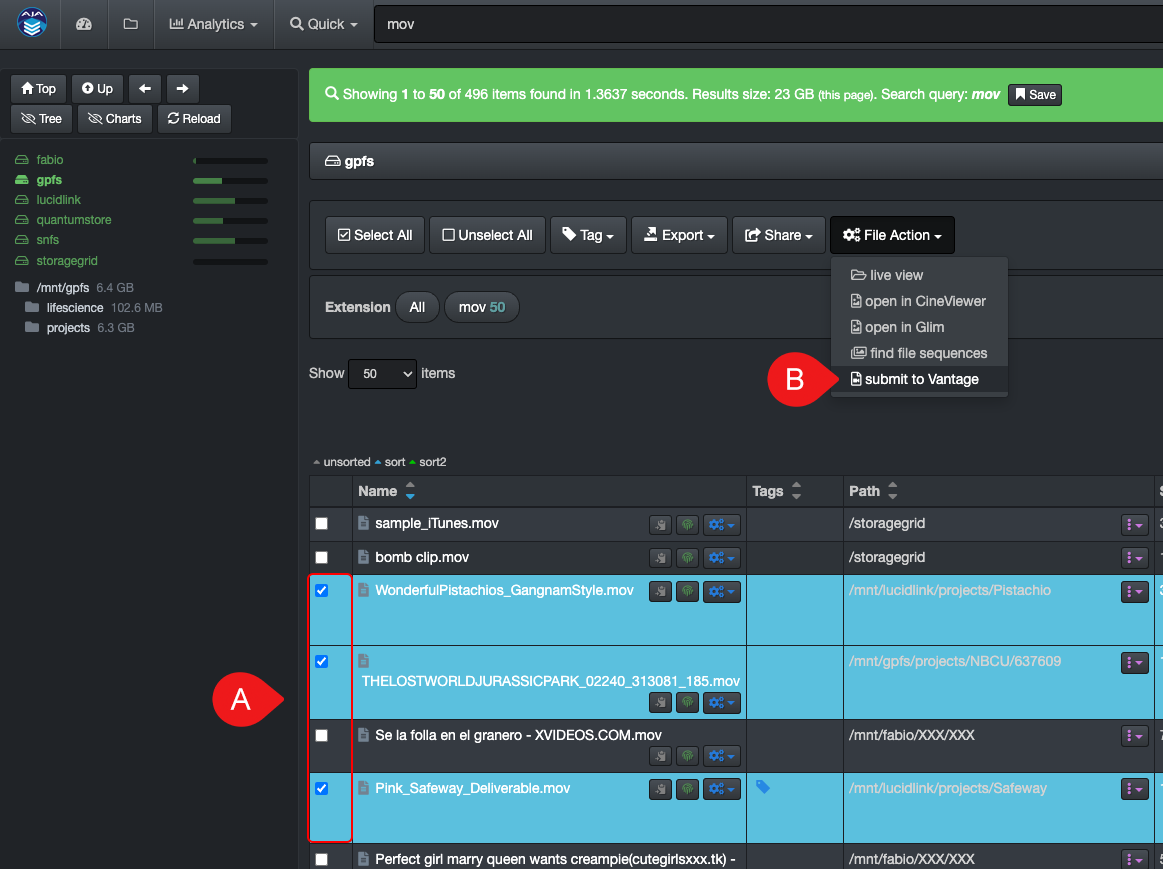 AJA
Analytics
Quick
mov
Top
Up
Tree
Charts
Reload
Showing 1 to 50 of 496 items found in 1.3637 seconds. Results size: 23 GB (this page). Search query: mov
Save
fabio
gpfs
lucidlink
quantumstore
snfs
storagegrid
/mnt/gpfs 6.4 GB
lifescience 102.6 MB
projects 6.3 GB
gpfs
Select All
Unselect All
Tag
Export
Share
File Action
live view
open in CineViewer
open in Glim
find file sequences
submit to Vantage
B
Extension
All
mov 50
Show 50 items
unsorted sort sort2
Name Tags Path
sample_iTunes.mov /storagegrid
bomb clip.mov /storagegrid
WonderfulPistachios_GangnamStyle.mov /mnt/lucidlink/projects/Pistachio
THELOSTWORLDJURASSICPARK_02240_313081_185.mov /mnt/gpfs/projects/NBCU/637609
A
Se la folla en el granero - XVIDEOS.COM.mov /mnt/fabio/XXX/XXX
Pink_Safeway_Deliverable.mov /mnt/lucidlink/projects/Safeway
Perfect girl marry queen wants creampie(cutegirlsxxx.tk) - /mnt/fabio/XXX/XXX